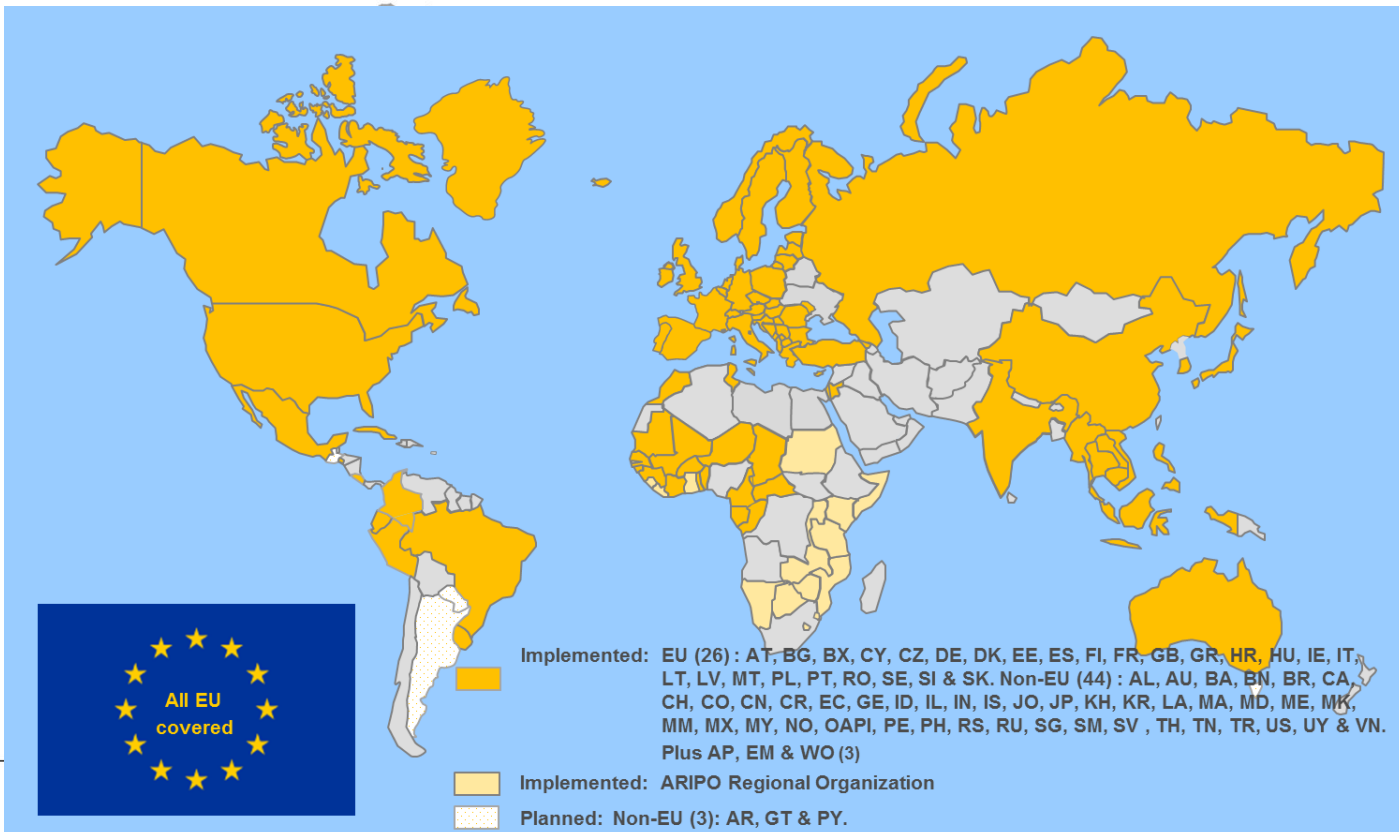 All EU
covered
Implemented: EU (26) : AT, BG, BX, CY, CZ, DE, DK, EE, ES, FI, FR, GB, GR, HR, HU, IE, IT,
LT, LV, MT, PL, PT, RO, SE, SI & SK. Non-EU (44) : AL, AU, BA, BN, BR, CA,
CH, CO, CN, CR, EC, GE, ID, IL, IN, IS, JO, JP, KH, KR, LA, MA, MD, ME, MK,
MM, MX, MY, NO, OAPI, PE, PH, RS, RU, SG, SM, SV , TH, TN, TR, US, UY & VN.
Plus AP, EM & WO (3)
Implemented: ARIPO Regional Organization
Planned: Non-EU (3): AR, GT & PY.